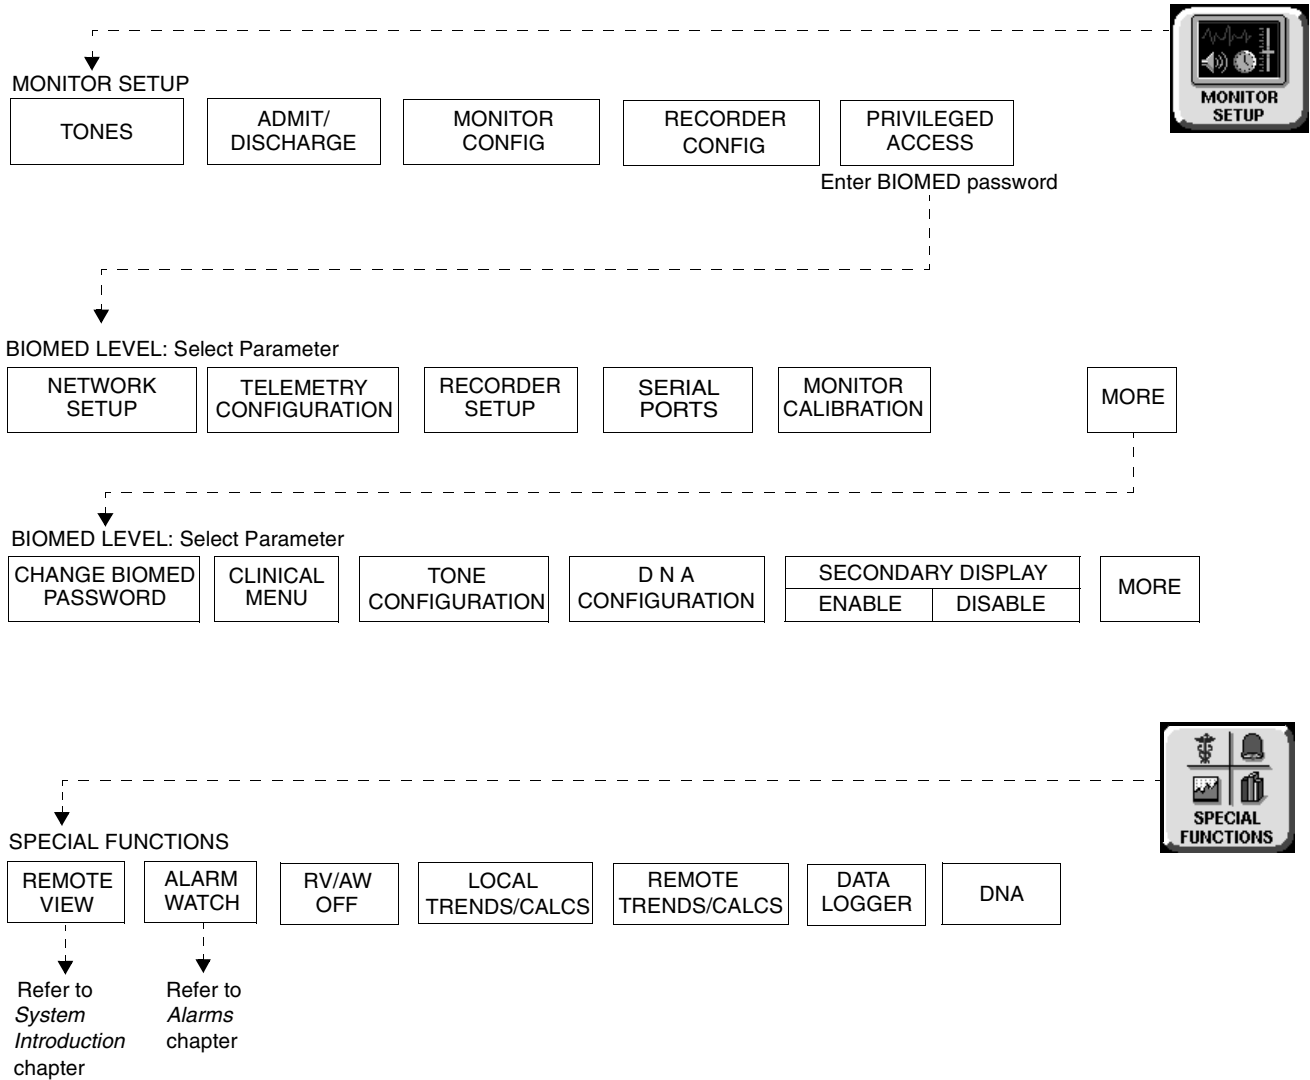 MONITOR
SETUP
MONITOR SETUP
TONES
ADMIT/
DISCHARGE
MONITOR
CONFIG
RECORDER
CONFIG
PRIVILEGED
ACCESS
Enter BIOMED password
BIOMED LEVEL: Select Parameter
NETWORK
SETUP
TELEMETRY
CONFIGURATION
RECORDER
SETUP
SERIAL
PORTS
MONITOR
CALIBRATION
MORE
BIOMED LEVEL: Select Parameter
CHANGE BIOMED
PASSWORD
CLINICAL
MENU
TONE
CONFIGURATION
D N A
CONFIGURATION
SECONDARY DISPLAY
ENABLE
DISABLE
MORE
SPECIAL
FUNCTIONS
SPECIAL FUNCTIONS
REMOTE
VIEW
ALARM
WATCH
RV/AW
OFF
LOCAL
TRENDS/CALCS
REMOTE
TRENDS/CALCS
DATA
LOGGER
DNA
Refer to
System
Introduction
chapter
Refer to
Alarms
chapter